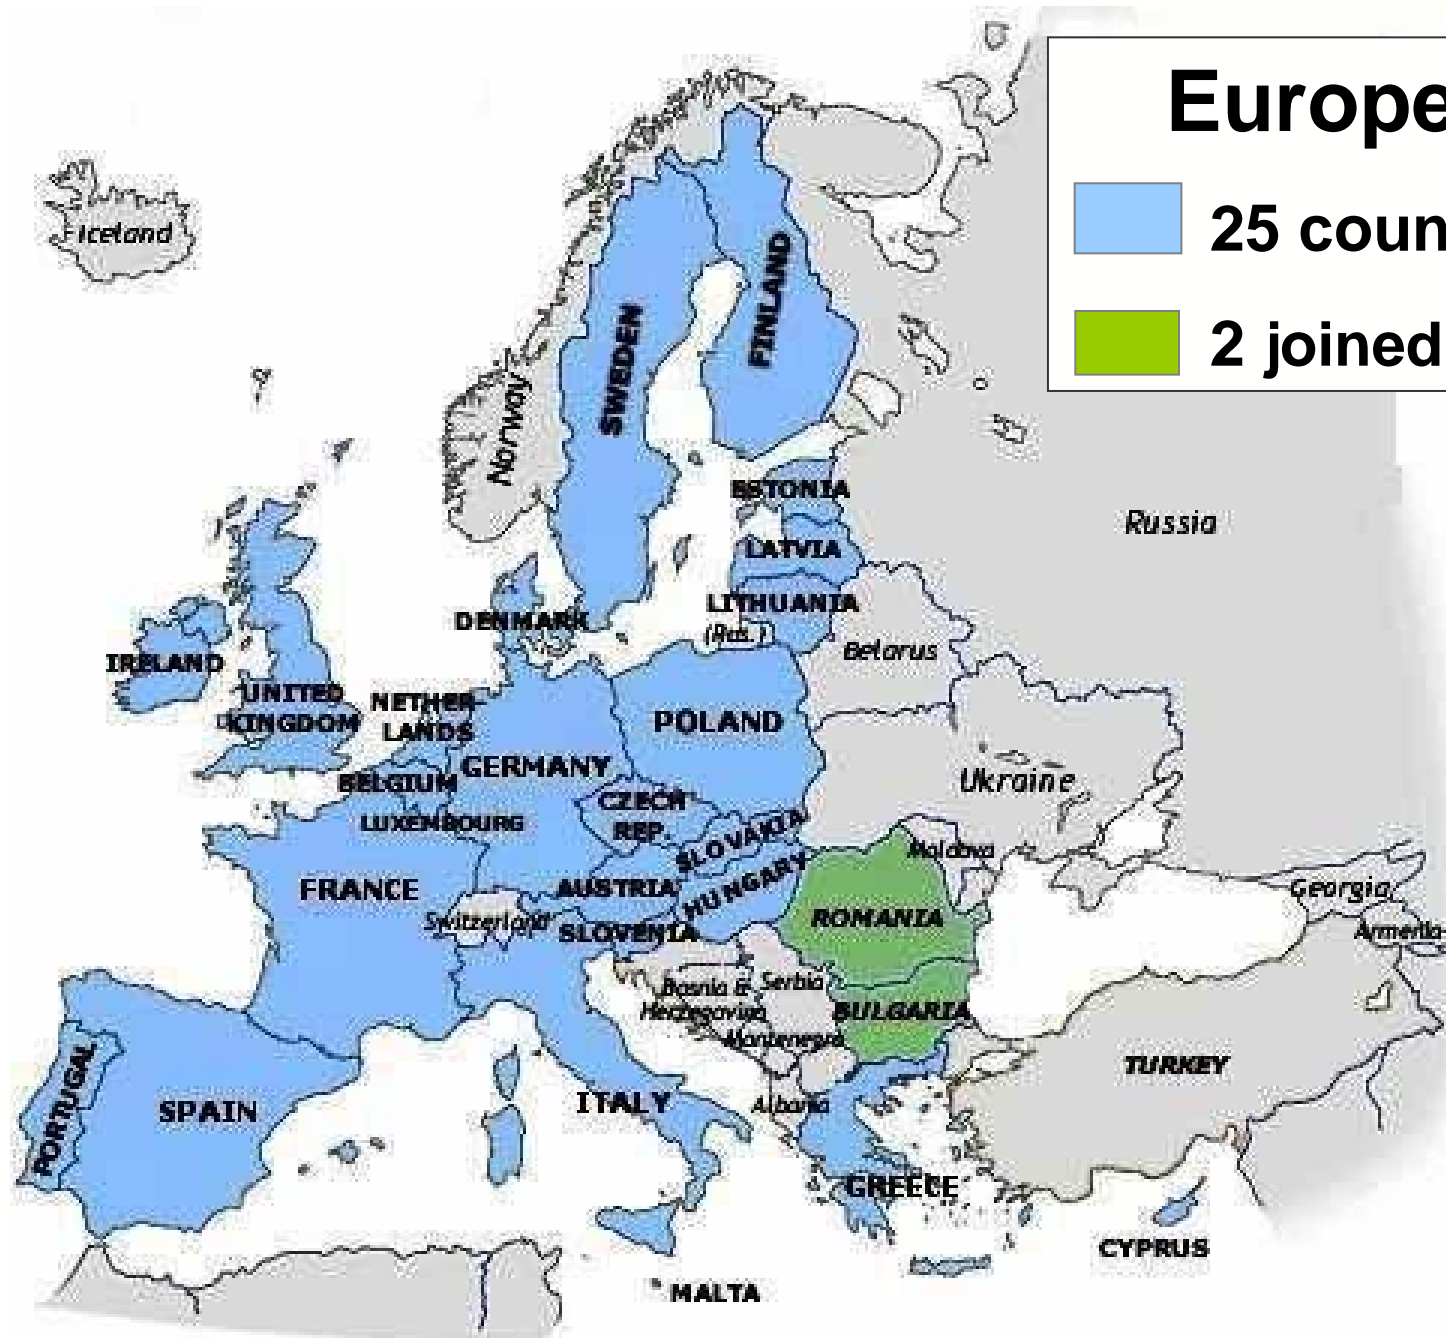 Europe
25 coun
2 joined
Iceland
FINLAND
SWEDEN
Norway
ESTONIA
Russia
LATVIA
LITHUANIA
DENMARK
(Rus.)
Belarus
IRELAND
UNITED
KINGDOM
NETHER-
LANDS
POLAND
GERMANY
BELGIUM
Ukraine
CZECH
REP.
LUXEMBOURG
SLOVAKIA
Moldova
FRANCE
AUSTRIA
HUNGARY
Georgia
Switzerland
ROMANIA
SLOVENIA
Armenia
Bosnia &
Herzegovina
Serbia
BULGARIA
Montenegro
TURKEY
PORTUGAL
SPAIN
ITALY
Albania
GREECE
CYPRUS
MALTA